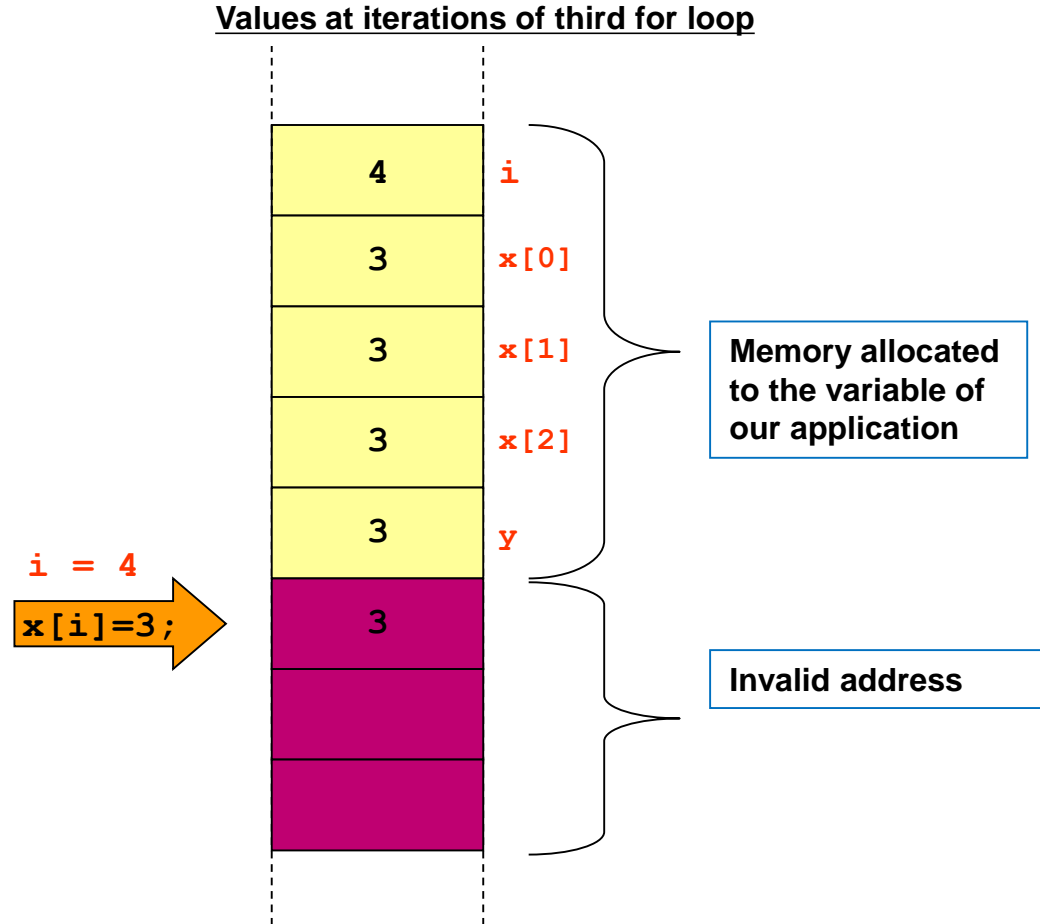 Values at iterations of third for loop
4 i
3 x[0]
3 x[1]
3 x[2]
3 y
Memory allocated
to the variable of
our application
i = 4
x[i]=3;
3
Invalid address